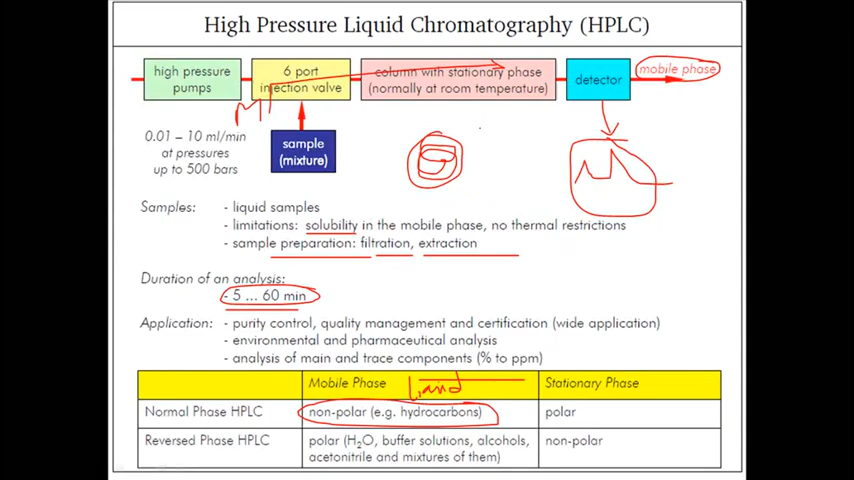 High Pressure Liquid Chromatography (HPLC)
high pressure pumps
6 port injection valve
column with stationary phase (normally at room temperature)
detector
mobile phase
0.01 – 10 ml/min
at pressures
up to 500 bars
sample
(mixture)
Samples: - liquid samples
- limitations: solubility in the mobile phase, no thermal restrictions
- sample preparation: filtration, extraction
Duration of an analysis:
- 5 ... 60 min
Application: - purity control, quality management and certification (wide application)
- environmental and pharmaceutical analysis
- analysis of main and trace components (% to ppm)
Mobile Phase Stationary Phase
Normal Phase HPLC non-polar (e.g. hydrocarbons) polar
Reversed Phase HPLC polar (H₂O, buffer solutions, alcohols, non-polar
acetonitrile and mixtures of them)